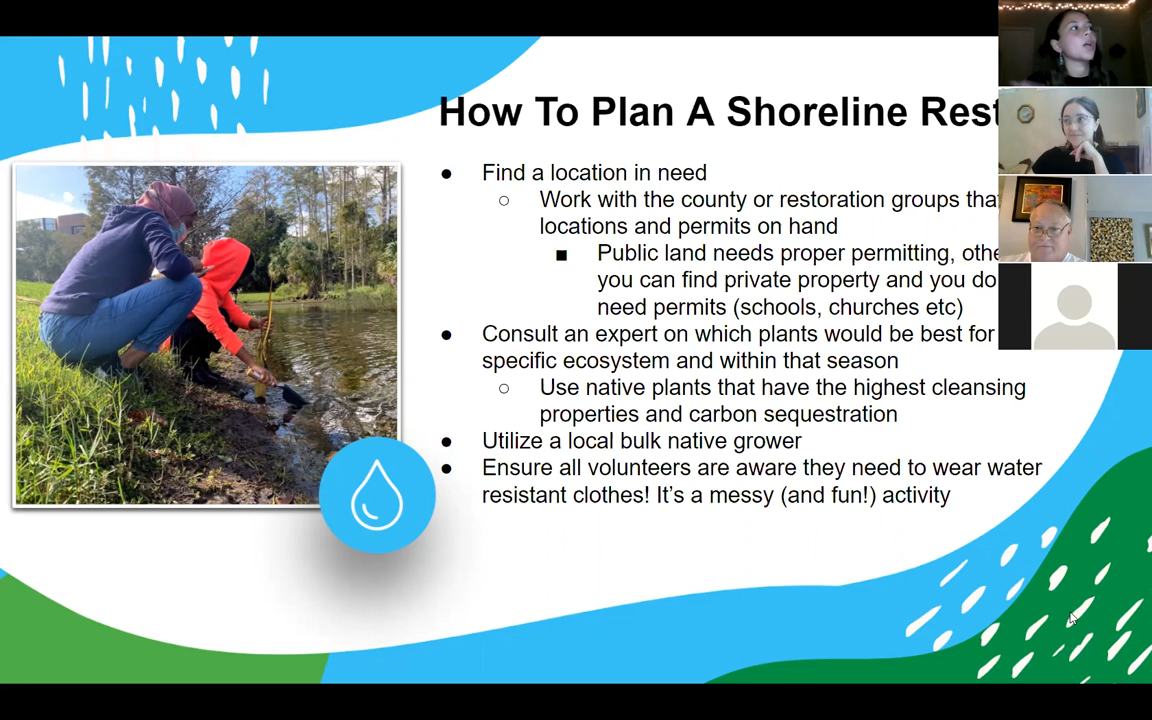 How To Plan A Shoreline Rest
● Find a location in need
○ Work with the county or restoration groups
locations and permits on hand
■ Public land needs proper permitting,
you can find private property and you do
need permits (schools, churches etc)
● Consult an expert on which plants would be best for
specific ecosystem and within that season
○ Use native plants that have the highest cleansing
properties and carbon sequestration
● Utilize a local bulk native grower
● Ensure all volunteers are aware they need to wear water
resistant clothes! It's a messy (and fun!) activity